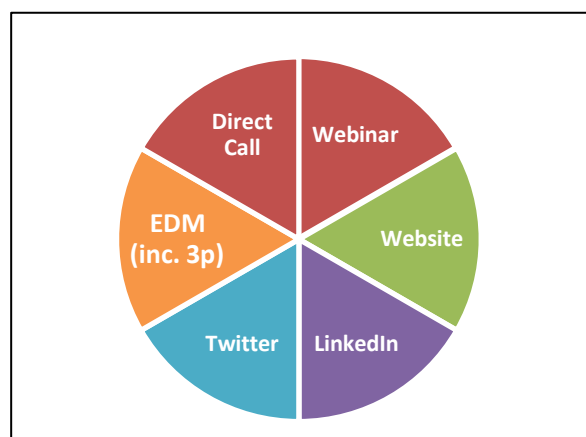 Direct
Call
Webinar
EDM
(inc. 3p)
Website
Twitter
LinkedIn